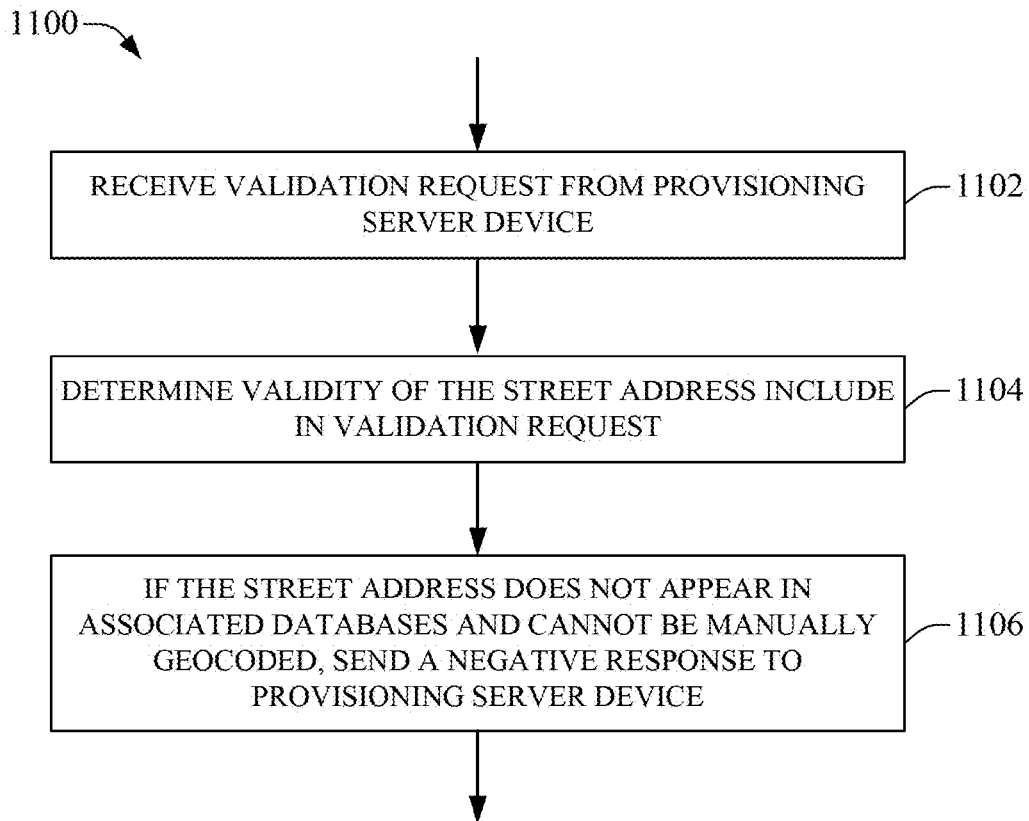 1100
RECEIVE VALIDATION REQUEST FROM PROVISIONING
SERVER DEVICE
1102
DETERMINE VALIDITY OF THE STREET ADDRESS INCLUDE
IN VALIDATION REQUEST
1104
IF THE STREET ADDRESS DOES NOT APPEAR IN
ASSOCIATED DATABASES AND CANNOT BE MANUALLY
GEOCODED, SEND A NEGATIVE RESPONSE TO
PROVISIONING SERVER DEVICE
1106